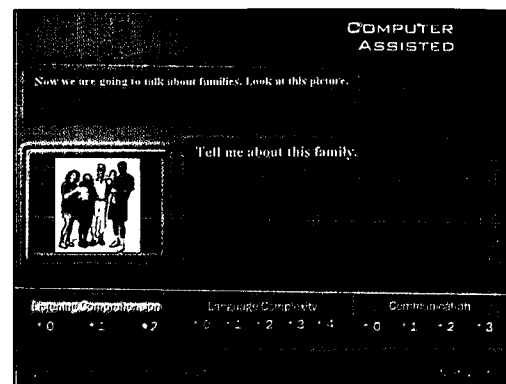 COMPUTER
ASSISTED
Now we are going to talk about families. Look at this picture.
Tell me about this family.
Listening Comprehension Language Complexity Communication
0 1 2 0 1 2 3 4 0 1 2 3